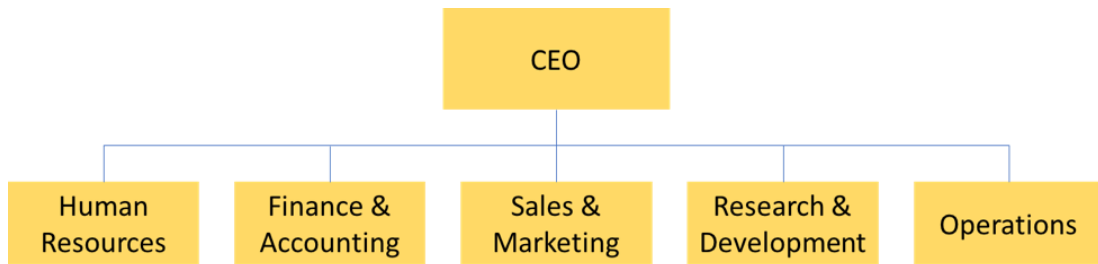 CEO
Human
Resources
Finance &
Accounting
Sales &
Marketing
Research &
Development
Operations